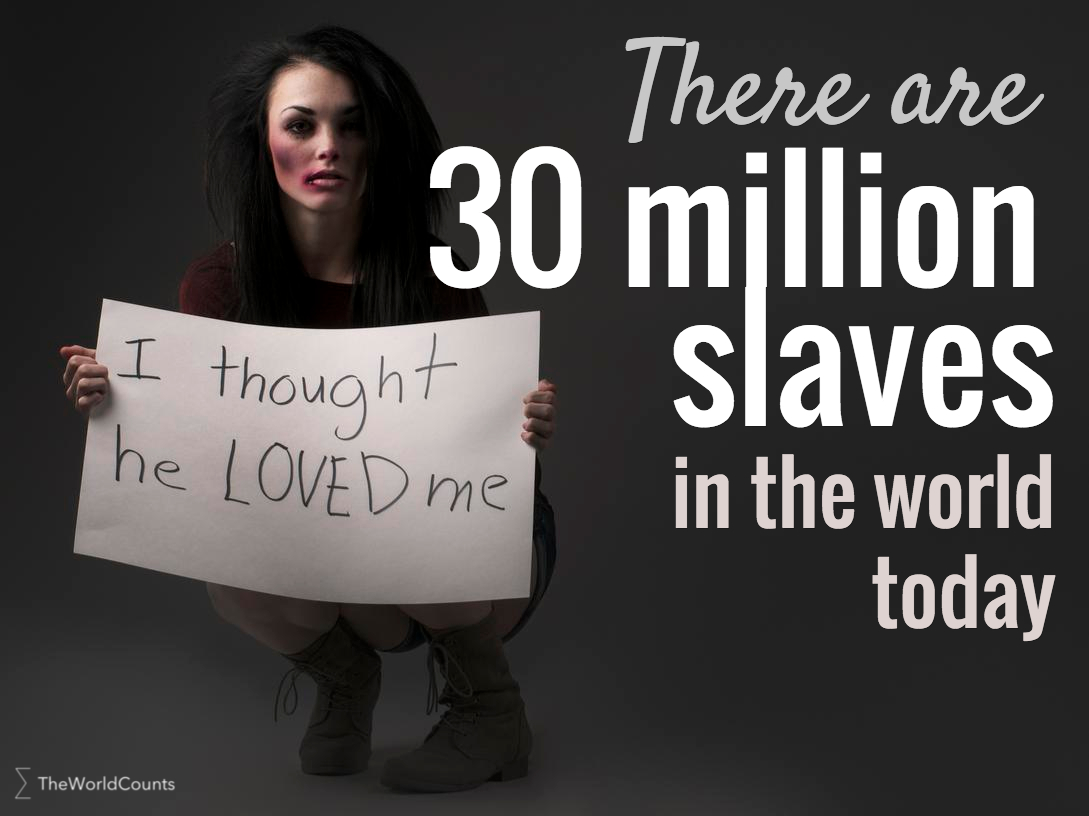 There are
30 million
slaves
in the world
today
I thought
he LOVED me
TheWorldCounts